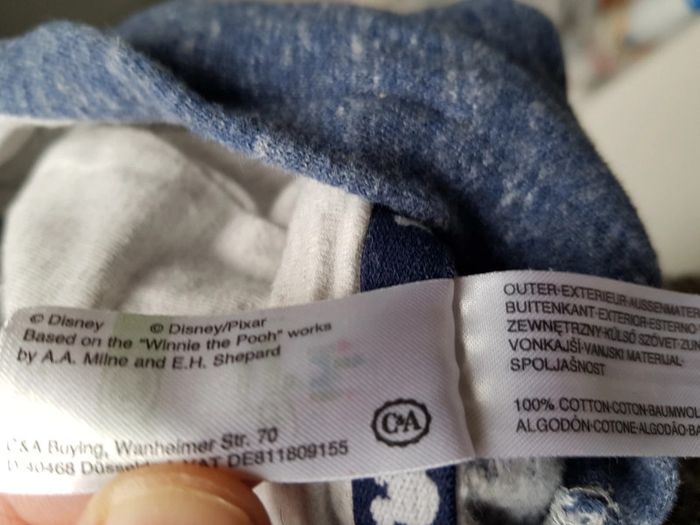 © Disney © Disney/Pixar
Based on the "Winnie the Pooh" works
by A.A. Milne and E.H. Shepard
C&A
C&A Buying, Wanheimer Str. 70
D-40468 VAT DE811809155
OUTER·EXTERIEUR·AUSSENMATER
BUITENKANT·EXTERIOR·ESTERNO
ZEWNĘTRZNY·KÜLSŐ SZÖVET·ZUN
VONKAJŠÍ·VANJSKI MATERIJAL·
SPOLJAŠNOST
100% COTTON·COTON·BAUMWOL
ALGODÓN·COTONE·ALGODÃO·BA